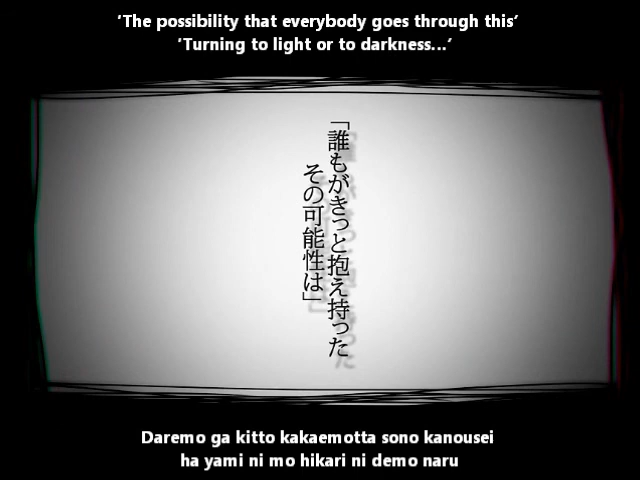 'The possibility that everybody goes through this'
'Turning to light or to darkness...'
「誰もがきっと抱え持った
その可能性は」
Daremo ga kitto kakaemotta sono kanousei
ha yami ni mo hikari ni demo naru